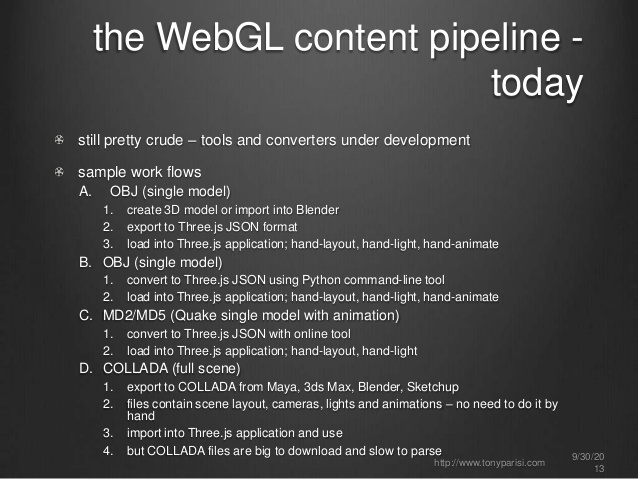 the WebGL content pipeline -
today
still pretty crude – tools and converters under development
sample work flows
A. OBJ (single model)
1. create 3D model or import into Blender
2. export to Three.js JSON format
3. load into Three.js application; hand-layout, hand-light, hand-animate
B. OBJ (single model)
1. convert to Three.js JSON using Python command-line tool
2. load into Three.js application; hand-layout, hand-light, hand-animate
C. MD2/MD5 (Quake single model with animation)
1. convert to Three.js JSON with online tool
2. load into Three.js application; hand-layout, hand-light
D. COLLADA (full scene)
1. export to COLLADA from Maya, 3ds Max, Blender, Sketchup
2. files contain scene layout, cameras, lights and animations – no need to do it by
hand
3. import into Three.js application and use
4. but COLLADA files are big to download and slow to parse
http://www.tonyparisi.com
9/30/20
13